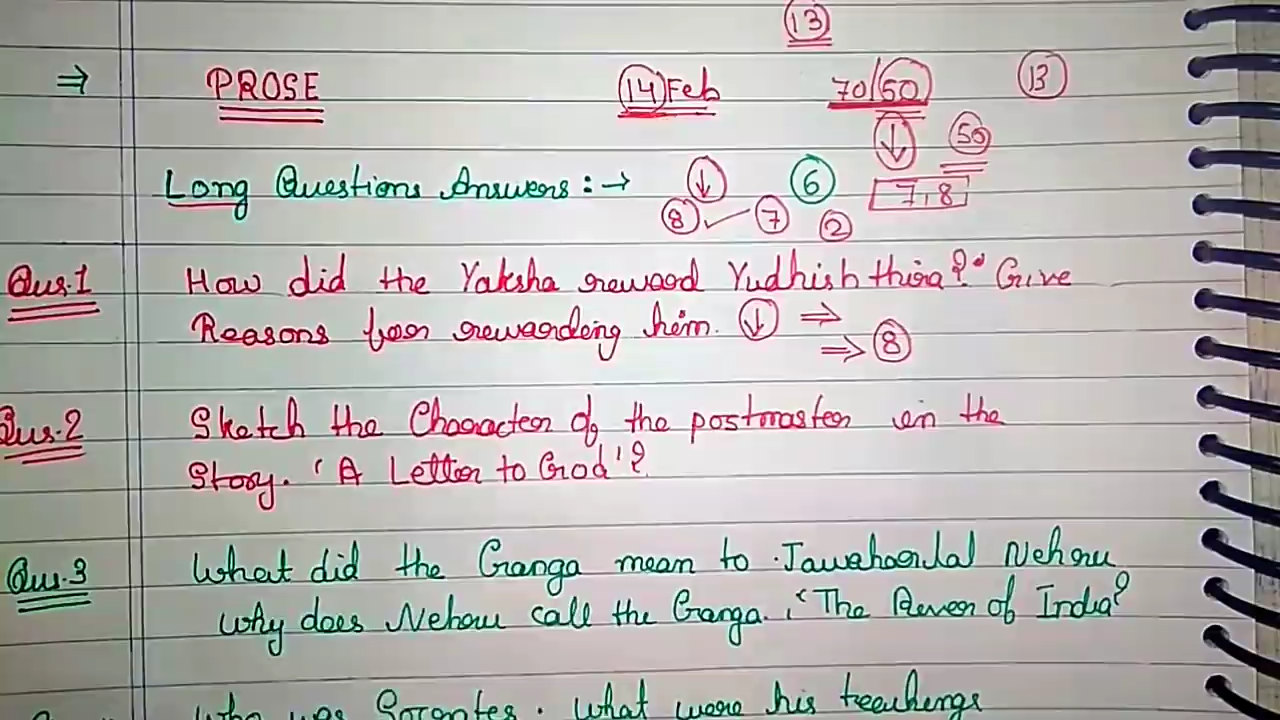 13
⇒ PROSE 14 Feb 70/50 13
↓ 50
Long Questions Answers :→ ↓ 6 7,8
8 ✓ 7 2
Qus.1 How did the Yaksha reward Yudhishthira? Give
Reasons for rewarding him. ↓ ⇒
⇒ 8
Qus.2 Sketch the Character of the postmaster in the
Story. 'A Letter to God'?
Qus.3 What did the Ganga mean to Jawaharlal Nehru
Why does Nehru call the Ganga. 'The River of India?
Who was Socrates. What were his teachings